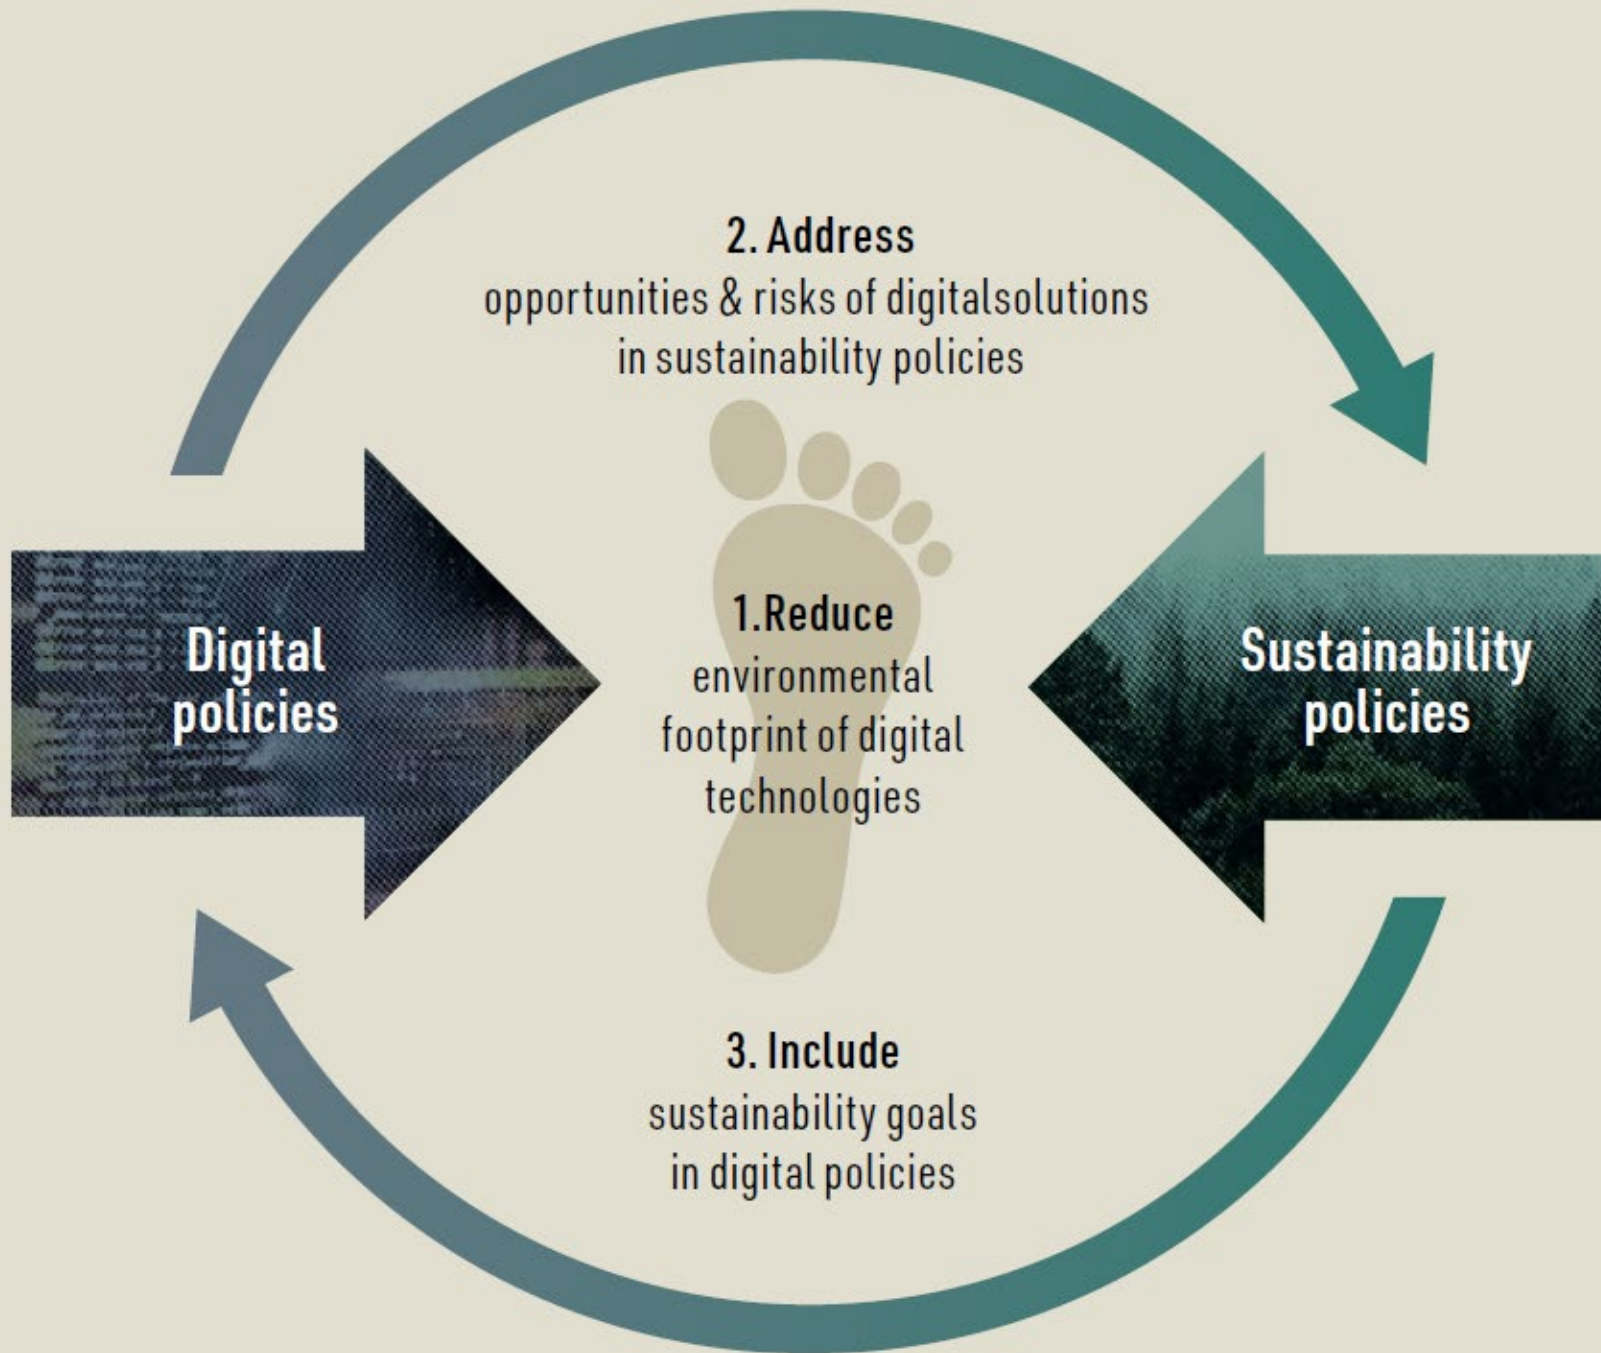 2. Address
opportunities & risks of digitalsolutions
in sustainability policies
Digital
policies
1.Reduce
environmental
footprint of digital
technologies
Sustainability
policies
3. Include
sustainability goals
in digital policies